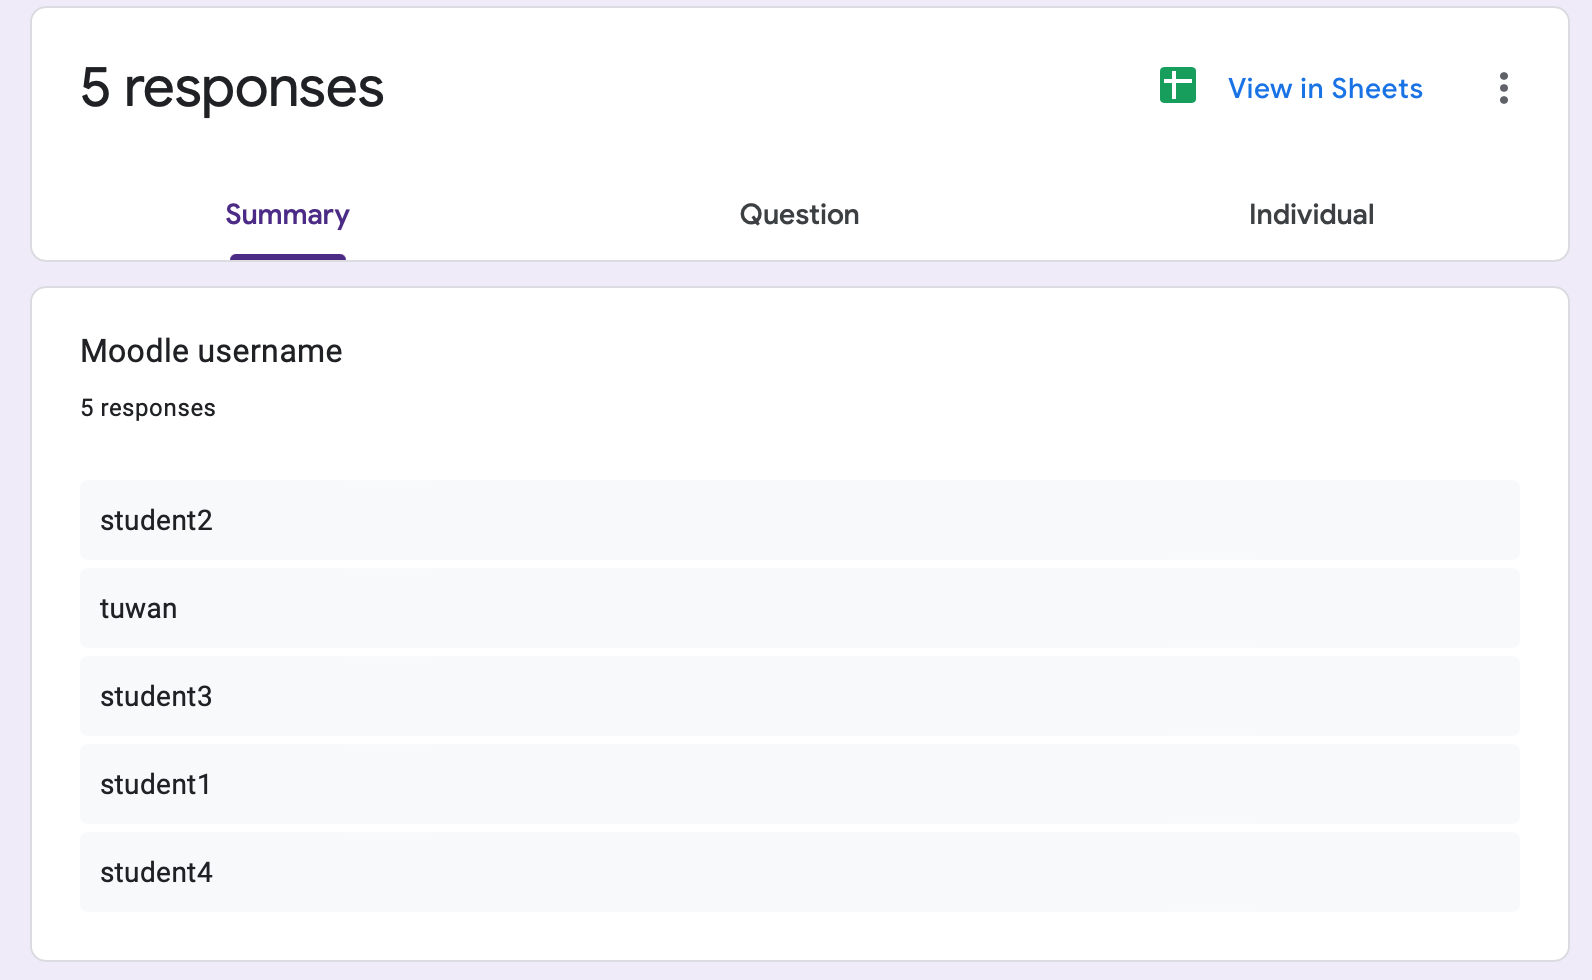 5 responses
View in Sheets
Summary
Question
Individual
Moodle username
5 responses
student2
tuwan
student3
student1
student4